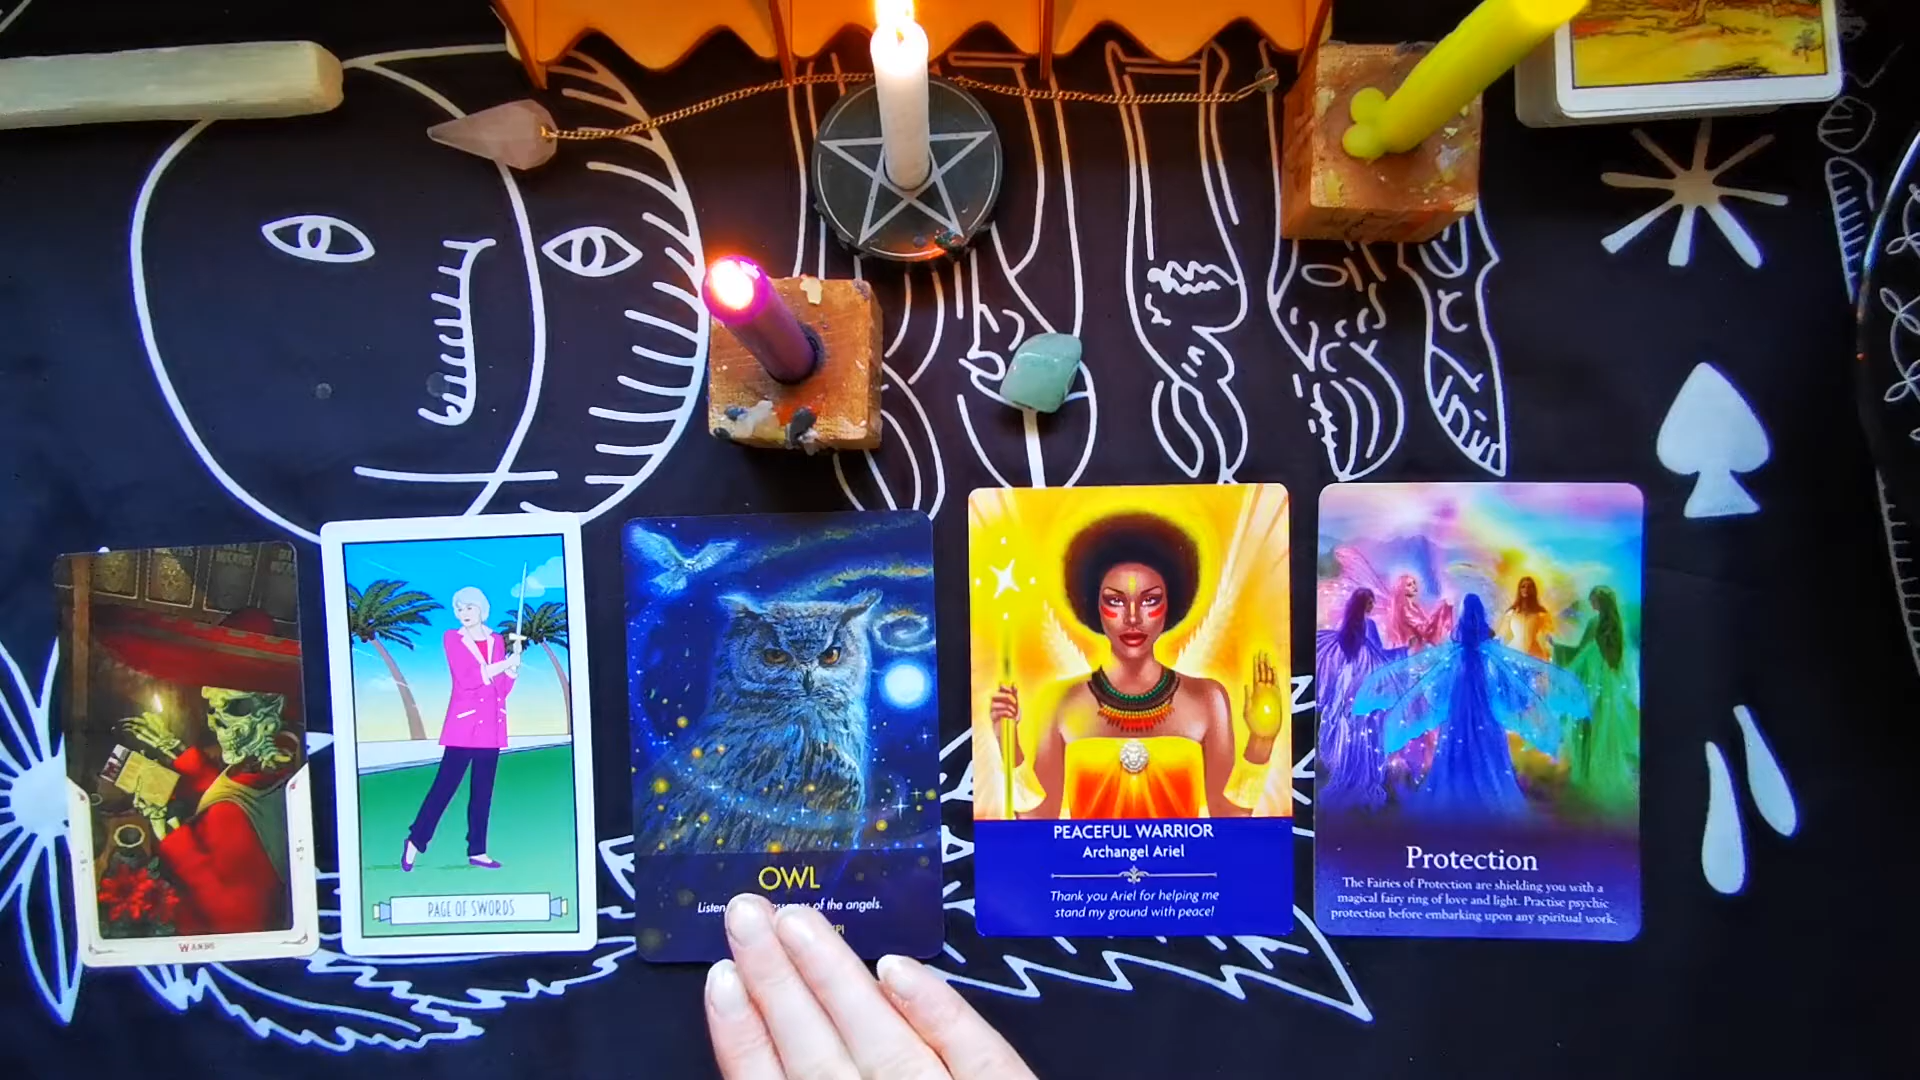 WANDS
PAGE OF SWORDS
OWL
Listen of the angels.
PEACEFUL WARRIOR
Archangel Ariel
Thank you Ariel for helping me
stand my ground with peace!
Protection
The Fairies of Protection are shielding you with a
magical fairy ring of love and light. Practise psychic
protection before embarking upon any spiritual work.